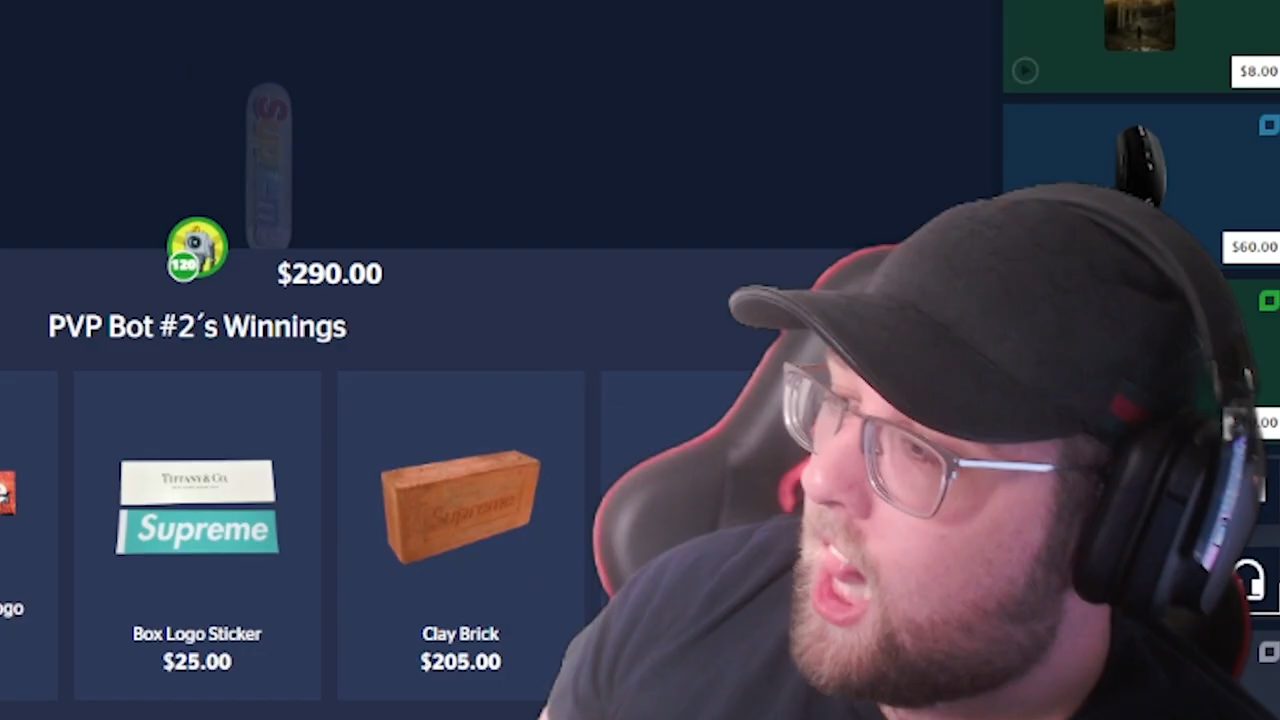 $8.00
$60.00
120
$290.00
PVP Bot #2´s Winnings
TIFFANY & CO.
Supreme
Supreme
ogo
Box Logo Sticker
$25.00
Clay Brick
$205.00